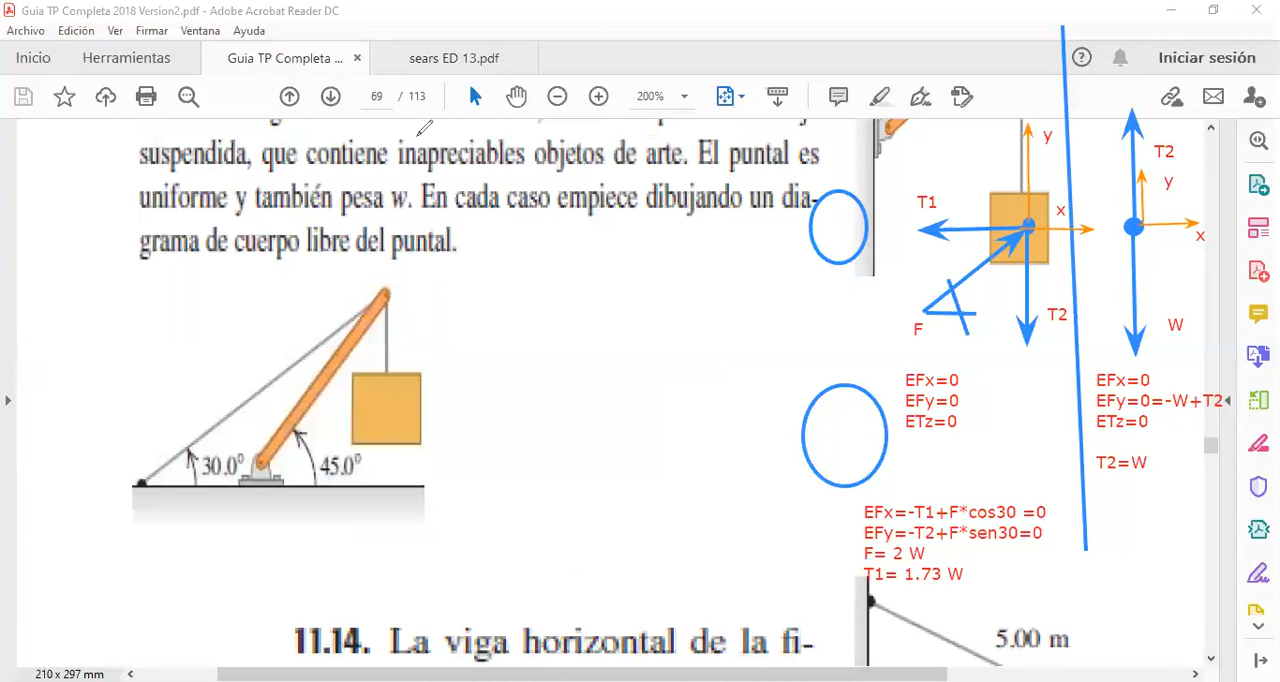 Guia TP Completa 2018 Version2.pdf - Adobe Acrobat Reader DC
Archivo Edición Ver Firmar Ventana Ayuda
Inicio Herramientas Guia TP Completa ... × sears ED 13.pdf Iniciar sesión
69 / 113 200%
suspendida, que contiene inapreciables objetos de arte. El puntal es
uniforme y también pesa w. En cada caso empiece dibujando un dia-
grama de cuerpo libre del puntal.
30.0°
45.0°
y
T1
x
F
T2
T2
y
x
W
EFx=0
EFy=0
ETz=0
EFx=0
EFy=0=-W+T2
ETz=0
T2=W
EFx=-T1+F*cos30 =0
EFy=-T2+F*sen30=0
F= 2 W
T1= 1.73 W
11.14. La viga horizontal de la fi-
5.00 m
210 x 297 mm